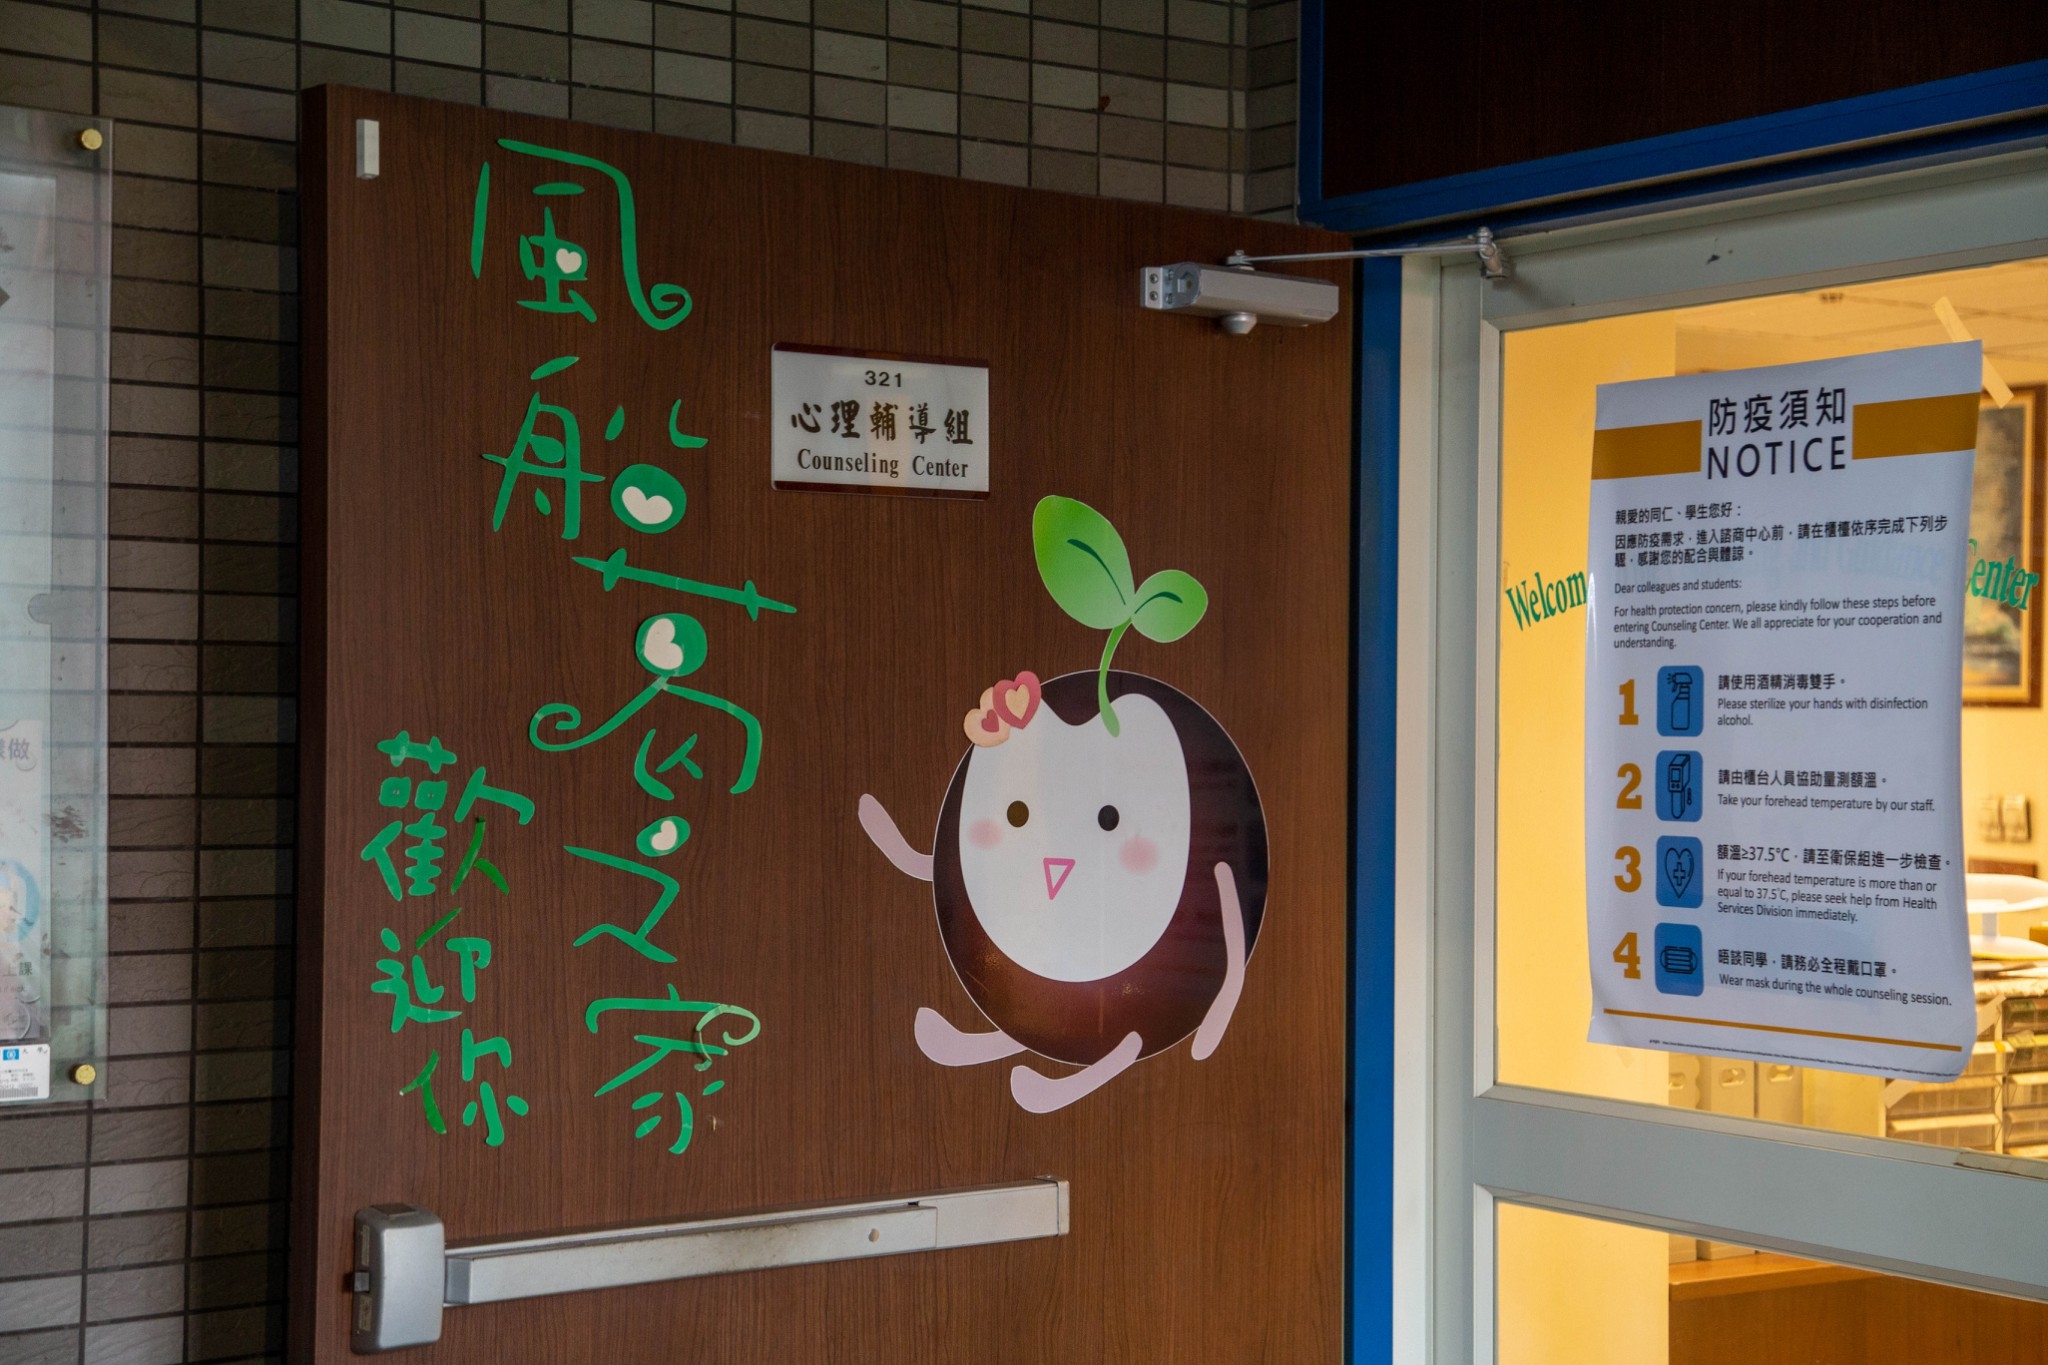 風船葛之家
歡迎你
321
心理輔導組
Counseling Center
Welcom
Center
防疫須知
NOTICE
親愛的同仁、學生您好：
因應防疫需求，進入諮商中心前，請在櫃檯依序完成下列步
驟，感謝您的配合與體諒。
Dear colleagues and students:
For health protection concern, please kindly follow these steps before
entering Counseling Center. We all appreciate for your cooperation and
understanding.
1
請使用酒精消毒雙手。
Please sterilize your hands with disinfection
alcohol.
2
請由櫃台人員協助量測額溫。
Take your forehead temperature by our staff.
3
額溫≥37.5°C，請至衛保組進一步檢查。
If your forehead temperature is more than or
equal to 37.5°C, please seek help from Health
Services Division immediately.
4
晤談同學，請務必全程戴口罩。
Wear mask during the whole counseling session.